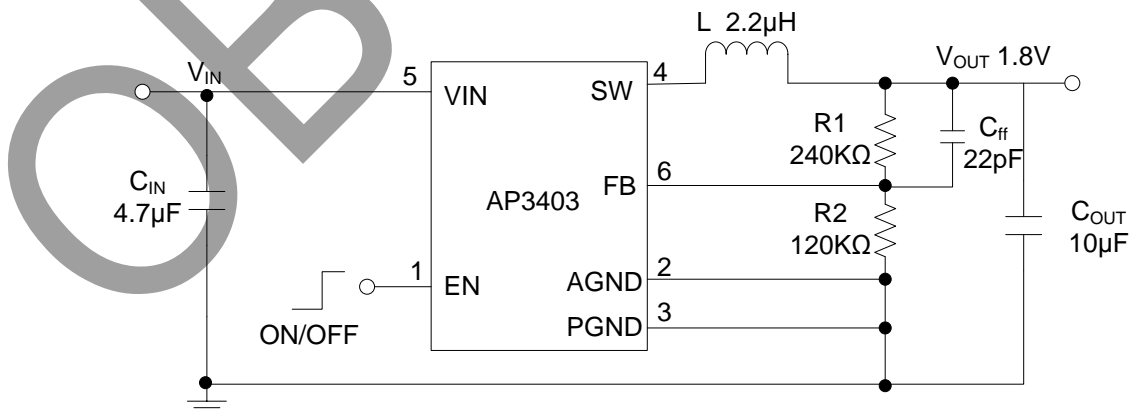 L 2.2µH
VIN
5
VIN
SW
4
VOUT 1.8V
R1
240KΩ
Cff
22pF
CIN
4.7µF
AP3403
FB
6
R2
120KΩ
COUT
10µF
1
EN
ON/OFF
AGND
2
PGND
3
OB